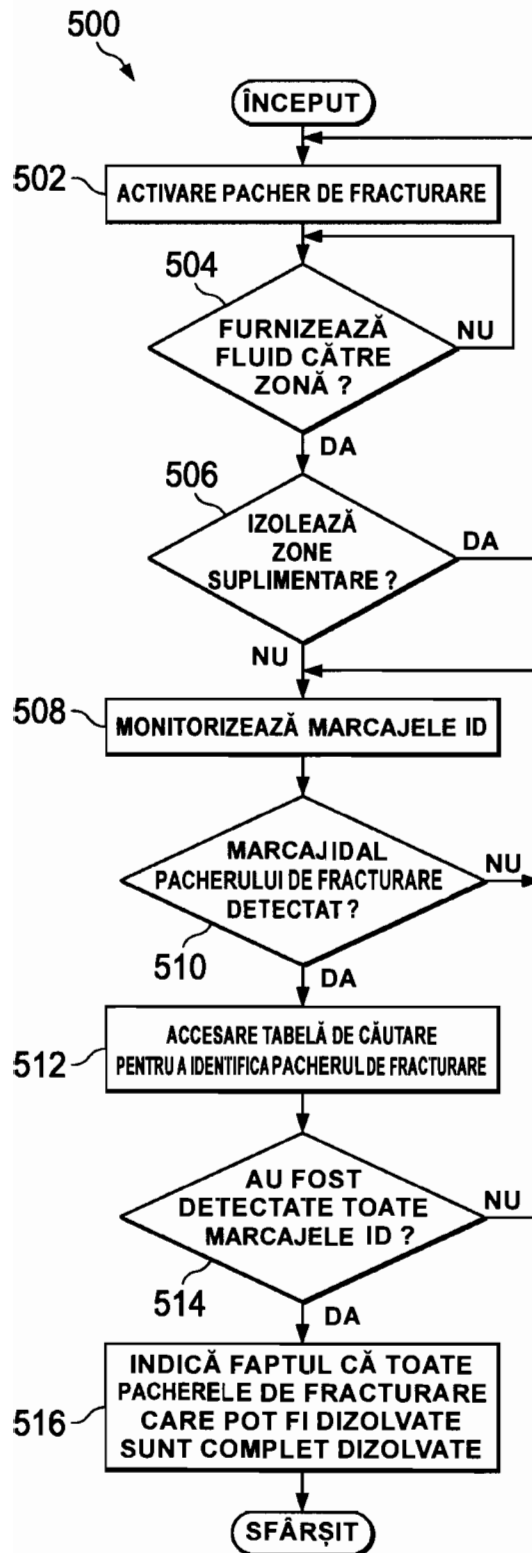 500
ÎNCEPUT
502
ACTIVARE PACHER DE FRACTURARE
504
FURNIZEAZĂ
FLUID CĂTRE
ZONĂ ?
NU
DA
506
IZOLEAZĂ
ZONE
SUPLIMENTARE ?
DA
NU
508
MONITORIZEAZĂ MARCAJELE ID
MARCAJIDAL
PACHERULUI DE FRACTURARE
DETECTAT ?
NU
510
DA
512
ACCESARE TABELĂ DE CĂUTARE
PENTRU A IDENTIFICA PACHERUL DE FRACTURARE
AU FOST
DETECTATE TOATE
MARCAJELE ID ?
NU
514
DA
516
INDICĂ FAPTUL CĂ TOATE
PACHERELE DE FRACTURARE
CARE POT FI DIZOLVATE
SUNT COMPLET DIZOLVATE
SFÂRȘIT